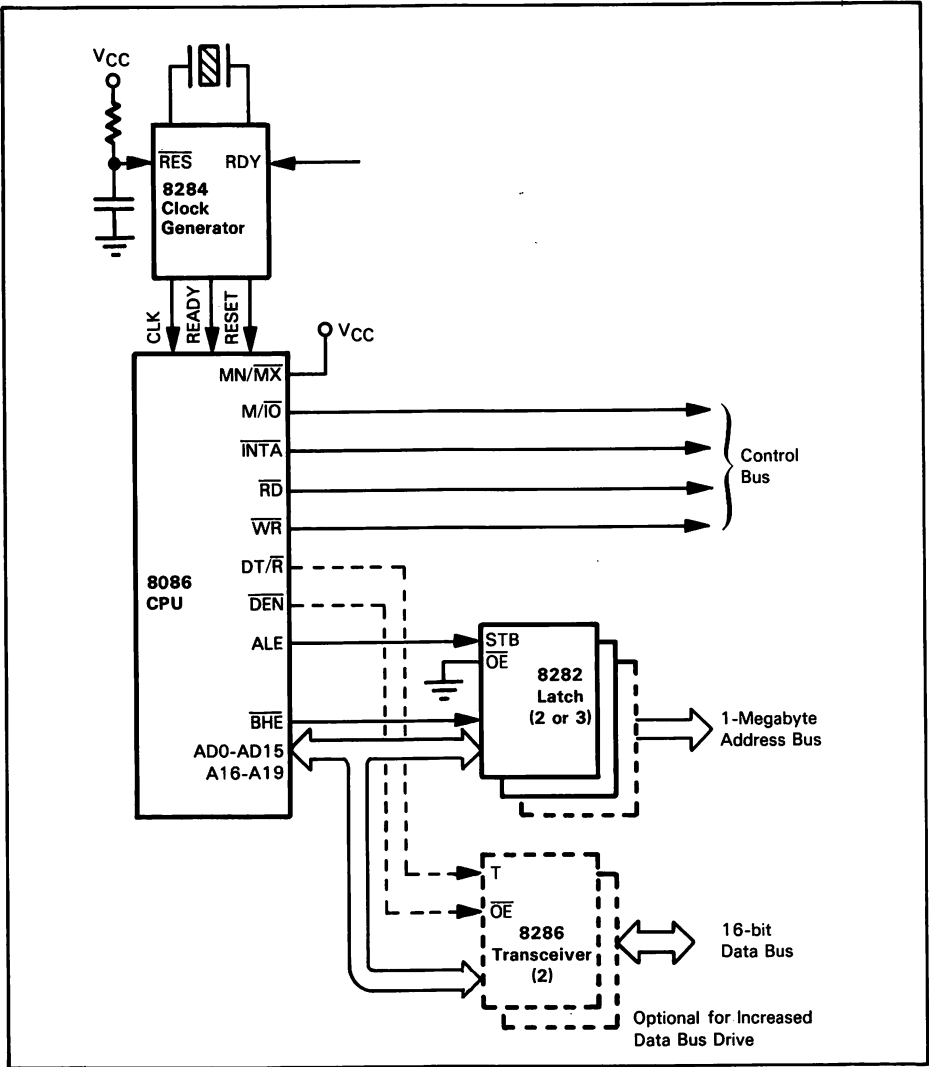 VCC
RES RDY
8284
Clock
Generator
CLK
READY
RESET
VCC
MN/MX
M/IO
INTA
RD
WR
Control
Bus
DT/R
DEN
ALE
BHE
AD0-AD15
A16-A19
8086
CPU
STB
OE
8282
Latch
(2 or 3)
1-Megabyte
Address Bus
T
OE
8286
Transceiver
(2)
16-bit
Data Bus
Optional for Increased
Data Bus Drive